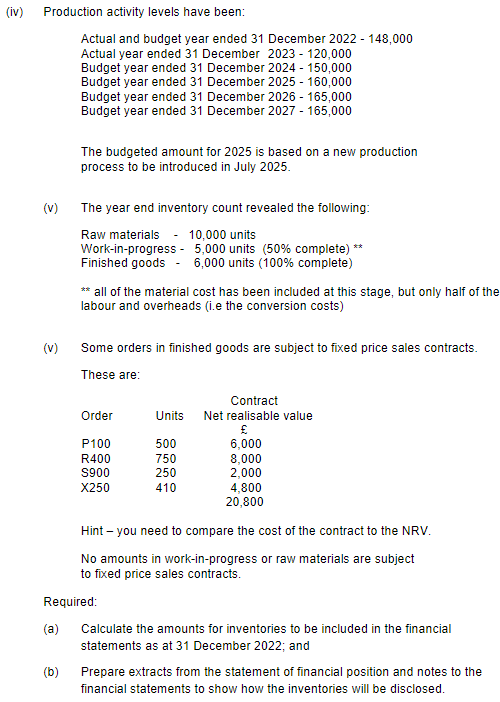 (iv) Production activity levels have been:
Actual and budget year ended 31 December 2022 - 148,000
Actual year ended 31 December 2023 - 120,000
Budget year ended 31 December 2024 - 150,000
Budget year ended 31 December 2025 - 160,000
Budget year ended 31 December 2026 - 165,000
Budget year ended 31 December 2027 - 165,000
The budgeted amount for 2025 is based on a new production
process to be introduced in July 2025.
(v) The year end inventory count revealed the following:
Raw materials - 10,000 units
Work-in-progress - 5,000 units (50% complete) **
Finished goods - 6,000 units (100% complete)
** all of the material cost has been included at this stage, but only half of the
labour and overheads (i.e the conversion costs)
(v) Some orders in finished goods are subject to fixed price sales contracts.
These are:
Contract
Order Units Net realisable value
£
P100 500 6,000
R400 750 8,000
S900 250 2,000
X250 410 4,800
20,800
Hint – you need to compare the cost of the contract to the NRV.
No amounts in work-in-progress or raw materials are subject
to fixed price sales contracts.
Required:
(a) Calculate the amounts for inventories to be included in the financial
statements as at 31 December 2022; and
(b) Prepare extracts from the statement of financial position and notes to the
financial statements to show how the inventories will be disclosed.